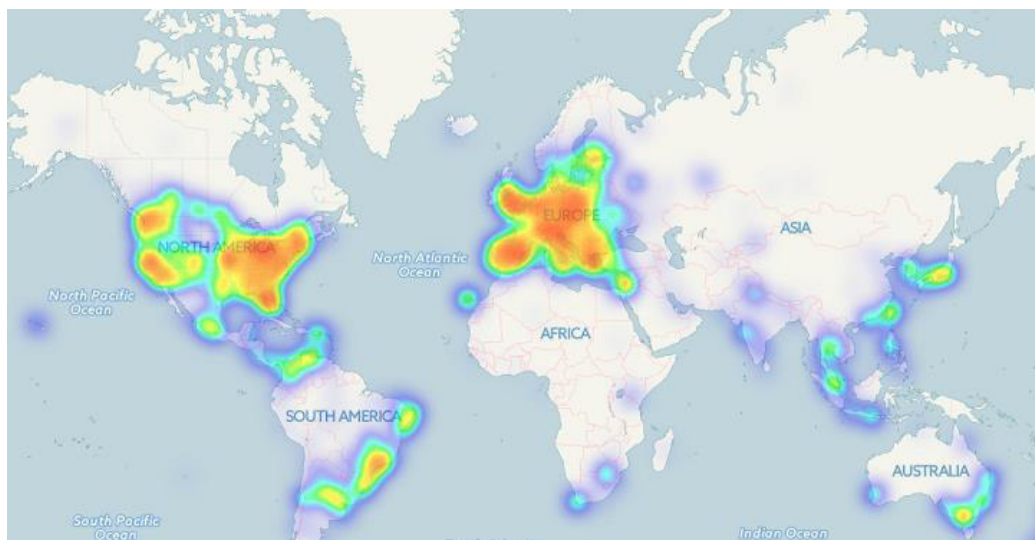 EUROPE
ASIA
NORTH AMERICA
North Atlantic
Ocean
North Pacific
Ocean
AFRICA
SOUTH AMERICA
AUSTRALIA
South Pacific
Ocean
Indian Ocean